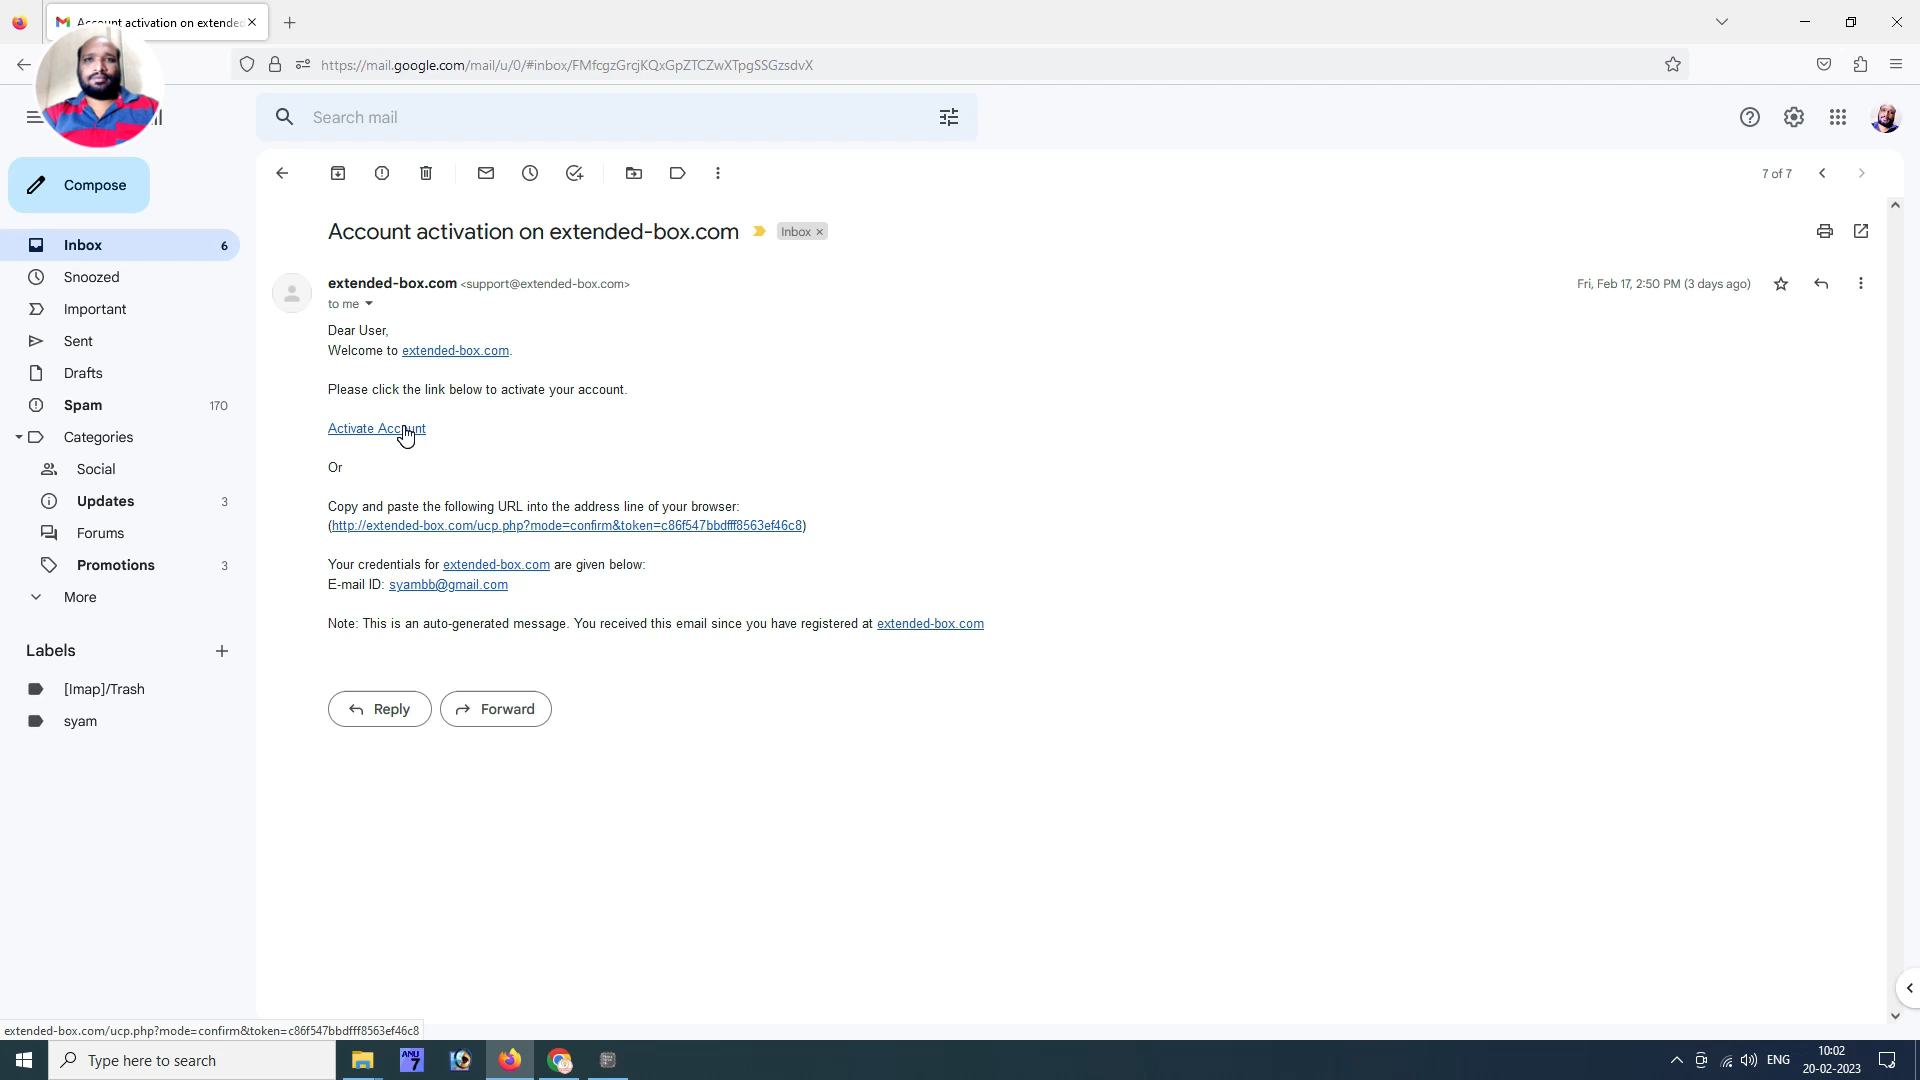 Account activation on extende
https://mail.google.com/mail/u/0/#inbox/FMfcgzGrcjKQxGpZTCZwXTpgSSGzsdvX
Search mail
Compose
7 of 7
Account activation on extended-box.com
Inbox ×
Inbox 6
Snoozed
Important
Sent
Drafts
Spam 170
Categories
Social
Updates 3
Forums
Promotions 3
More
Labels
[Imap]/Trash
syam
extended-box.com <support@extended-box.com>
Fri, Feb 17, 2:50 PM (3 days ago)
to me
Dear User,
Welcome to extended-box.com.
Please click the link below to activate your account.
Activate Account
Or
Copy and paste the following URL into the address line of your browser:
(http://extended-box.com/ucp.php?mode=confirm&token=c86f547bbdfff8563ef46c8)
Your credentials for extended-box.com are given below:
E-mail ID: syambb@gmail.com
Note: This is an auto-generated message. You received this email since you have registered at extended-box.com
Reply
Forward
extended-box.com/ucp.php?mode=confirm&token=c86f547bbdfff8563ef46c8
Type here to search
ANU
7
ENG
10:02
20-02-2023